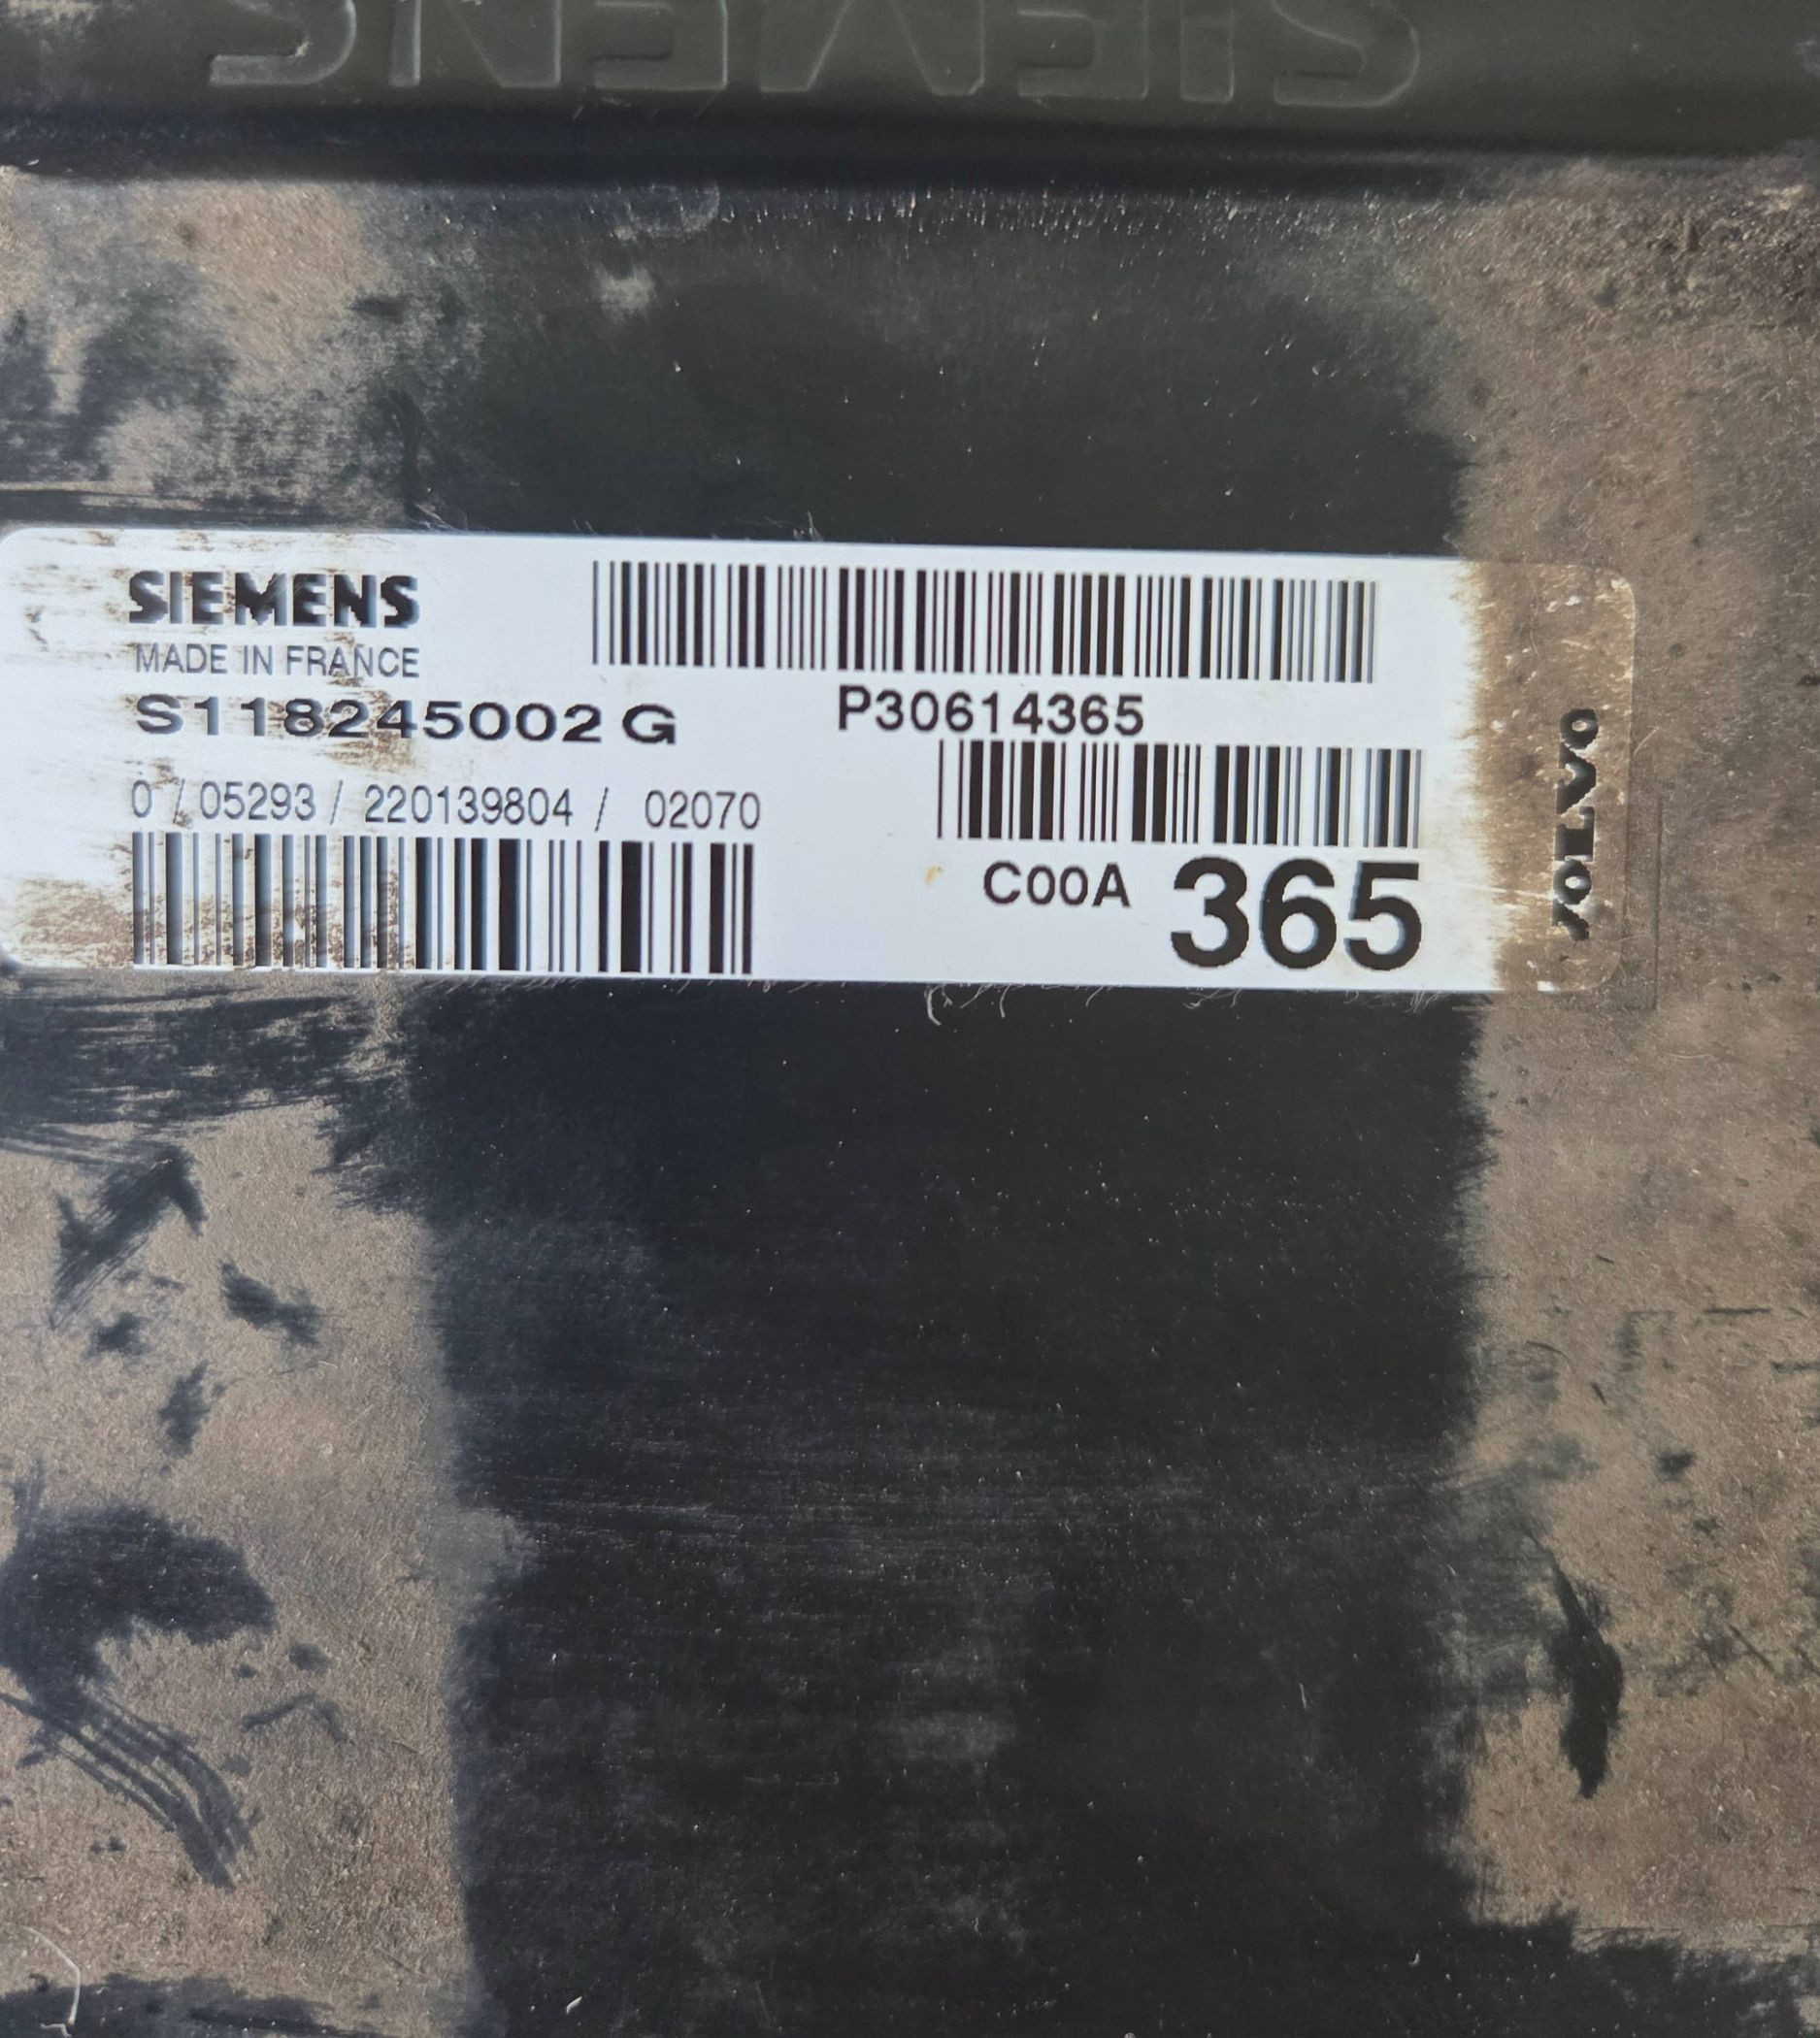 SIEMENS
SIEMENS
MADE IN FRANCE
S118245002 G
0 / 05293 / 220139804 / 02070
P30614365
C00A 365
VOLVO